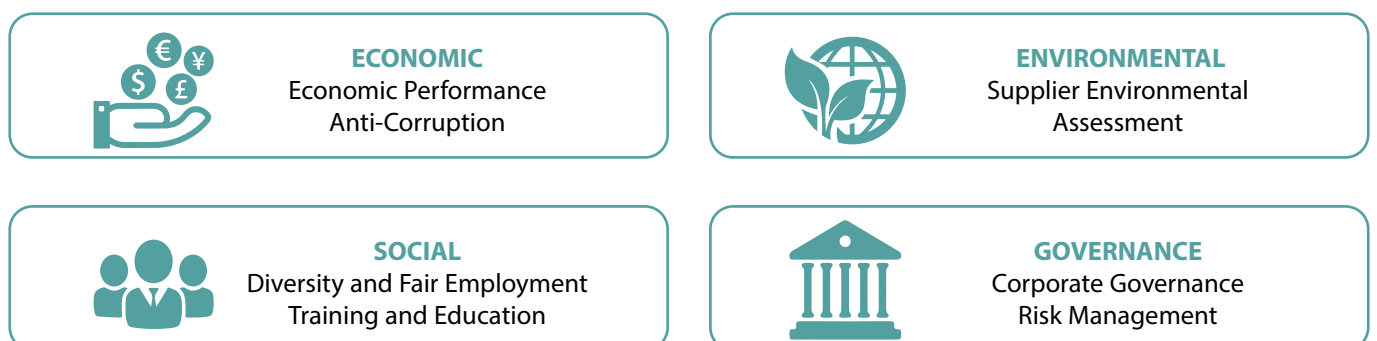 €
¥
$
£
ECONOMIC
Economic Performance
Anti-Corruption
ENVIRONMENTAL
Supplier Environmental
Assessment
SOCIAL
Diversity and Fair Employment
Training and Education
GOVERNANCE
Corporate Governance
Risk Management